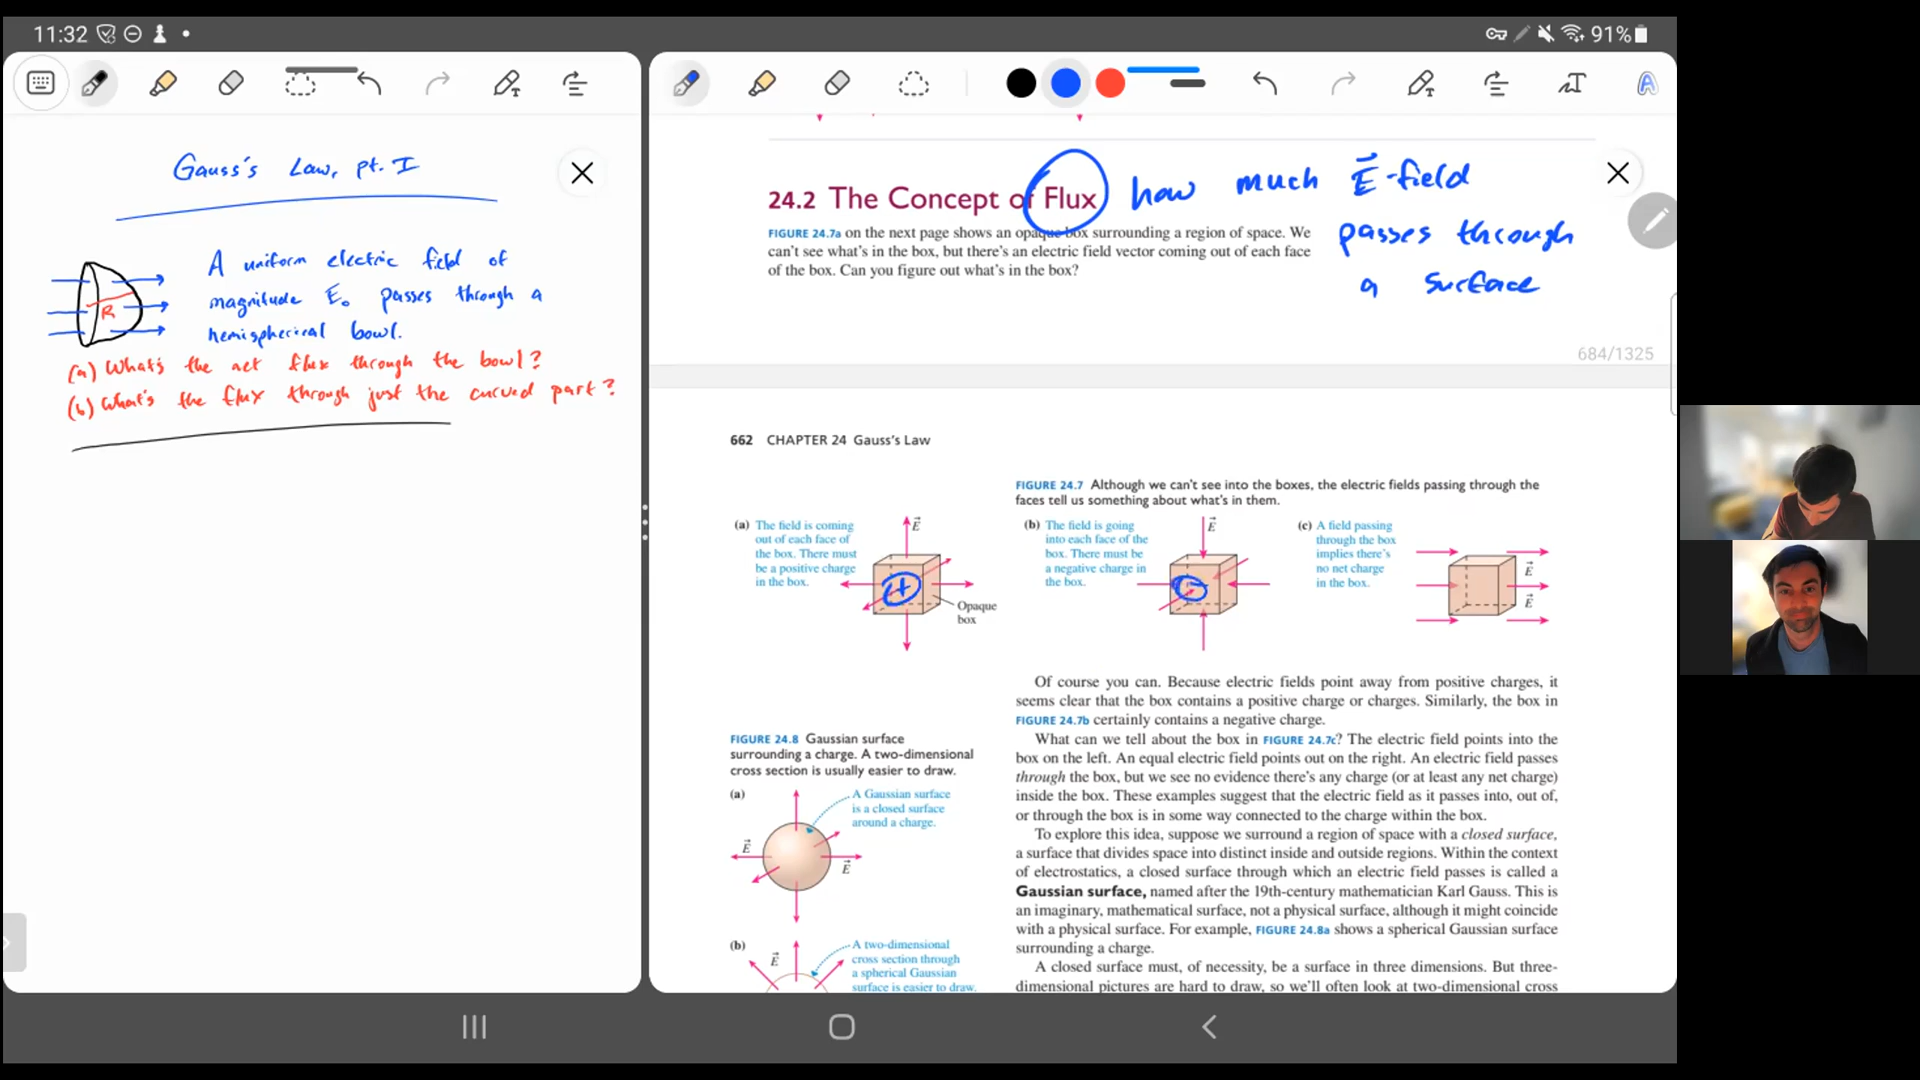 11:32
91%
Gauss's Law, pt. I
A uniform electric field of
magnitude E₀ passes through a
hemispherical bowl.
R
(a) What's the net flux through the bowl?
(b) What's the flux through just the curved part?
24.2 The Concept of Flux
how much E⃗-field
passes through
a surface
FIGURE 24.7a on the next page shows an opaque box surrounding a region of space. We
can't see what's in the box, but there's an electric field vector coming out of each face
of the box. Can you figure out what's in the box?
684/1325
662 CHAPTER 24 Gauss's Law
FIGURE 24.7 Although we can't see into the boxes, the electric fields passing through the
faces tell us something about what's in them.
(a) The field is coming
out of each face of
the box. There must
be a positive charge
in the box.
E⃗
+
Opaque
box
(b) The field is going
into each face of the
box. There must be
a negative charge in
the box.
E⃗
−
(c) A field passing
through the box
implies there's
no net charge
in the box.
E⃗
E⃗
Of course you can. Because electric fields point away from positive charges, it
seems clear that the box contains a positive charge or charges. Similarly, the box in
FIGURE 24.7b certainly contains a negative charge.
What can we tell about the box in FIGURE 24.7c? The electric field points into the
box on the left. An equal electric field points out on the right. An electric field passes
through the box, but we see no evidence there's any charge (or at least any net charge)
inside the box. These examples suggest that the electric field as it passes into, out of,
or through the box is in some way connected to the charge within the box.
To explore this idea, suppose we surround a region of space with a closed surface,
a surface that divides space into distinct inside and outside regions. Within the context
of electrostatics, a closed surface through which an electric field passes is called a
Gaussian surface, named after the 19th-century mathematician Karl Gauss. This is
an imaginary, mathematical surface, not a physical surface, although it might coincide
with a physical surface. For example, FIGURE 24.8a shows a spherical Gaussian surface
surrounding a charge.
A closed surface must, of necessity, be a surface in three dimensions. But three-
dimensional pictures are hard to draw, so we'll often look at two-dimensional cross
FIGURE 24.8 Gaussian surface
surrounding a charge. A two-dimensional
cross section is usually easier to draw.
(a)
A Gaussian surface
is a closed surface
around a charge.
E⃗
E⃗
(b)
E⃗
A two-dimensional
cross section through
a spherical Gaussian
surface is easier to draw.